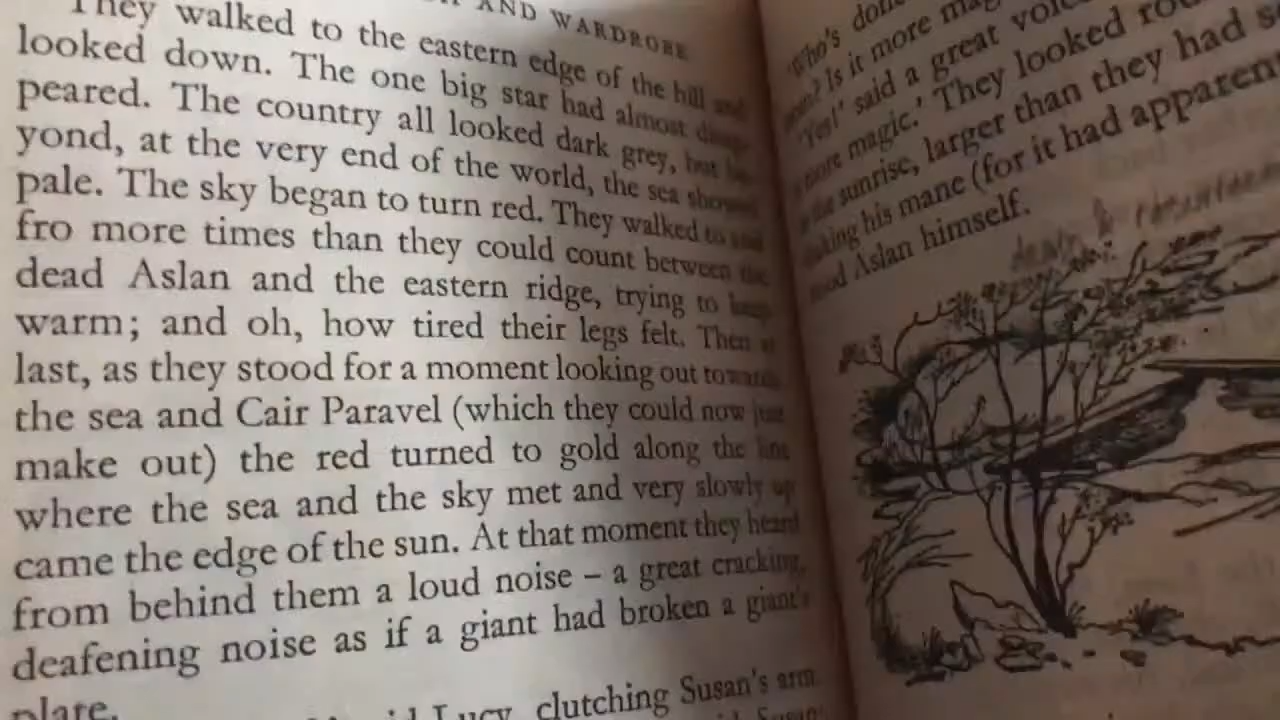 AND WARDROBE
They walked to the eastern edge of the hill and
looked down. The one big star had almost disap-
peared. The country all looked dark grey, but be-
yond, at the very end of the world, the sea showed
pale. The sky began to turn red. They walked to and
fro more times than they could count between the
dead Aslan and the eastern ridge, trying to keep
warm; and oh, how tired their legs felt. Then at
last, as they stood for a moment looking out towards
the sea and Cair Paravel (which they could now just
make out) the red turned to gold along the line
where the sea and the sky met and very slowly up
came the edge of the sun. At that moment they heard
from behind them a loud noise – a great cracking,
deafening noise as if a giant had broken a giant's
plate.
Lucy, clutching Susan's arm
'Who's done
Is it more
'Yes!' said a great voice
more magic.' They looked
the sunrise, larger than they had
his mane (for it had
Aslan himself.
death &